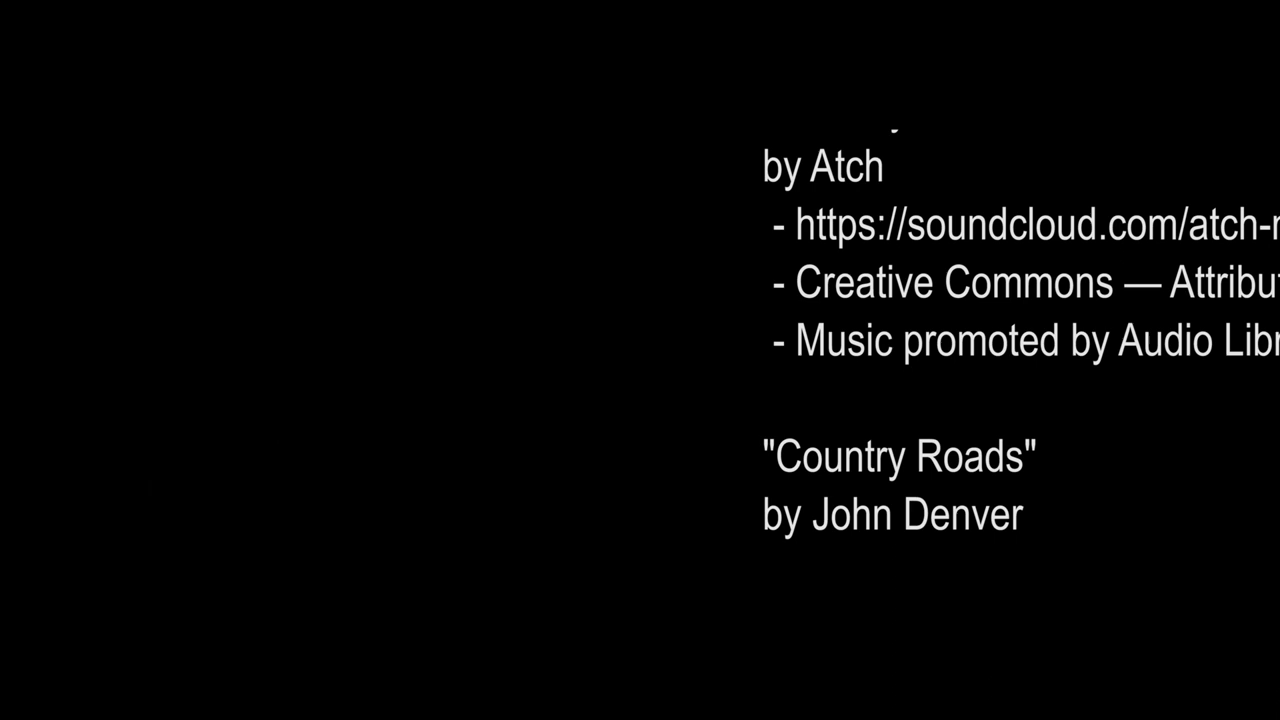 by Atch
- https://soundcloud.com/atch-
- Creative Commons — Attribu
- Music promoted by Audio Libr
"Country Roads"
by John Denver